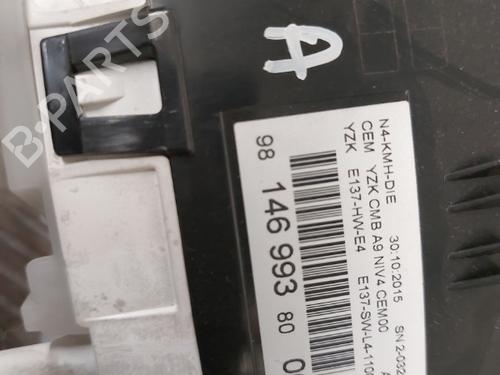 A
B-PARTS
N4-KMH-DIE 30:10:2015 SN 2-032
CEM YZK CMB A9 NIV4 CEM00 A
YZK E137-HW-E4 E137-SW-L4-110
98 146 993 80 0